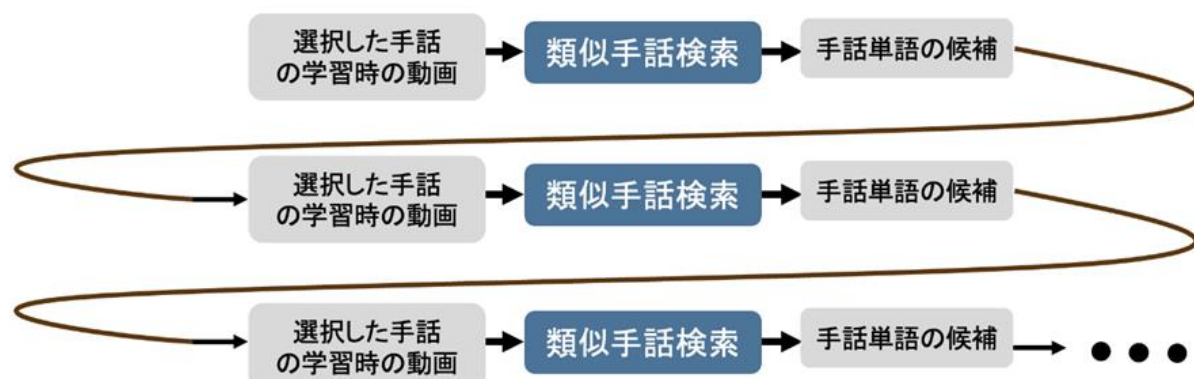 選択した手話
の学習時の動画
類似手話検索
手話単語の候補
選択した手話
の学習時の動画
類似手話検索
手話単語の候補
選択した手話
の学習時の動画
類似手話検索
手話単語の候補